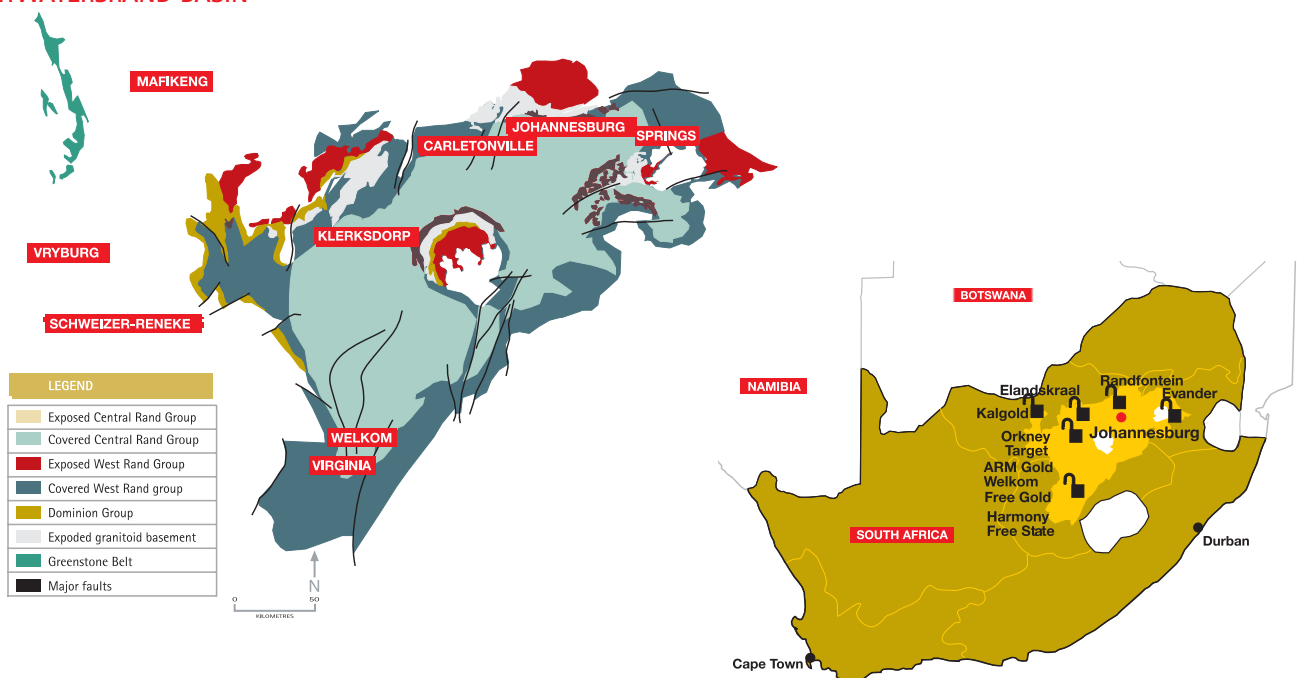 WATERSRAND BASIN
MAFIKENG
JOHANNESBURG
SPRINGS
CARLETONVILLE
KLERKSDORP
VRYBURG
SCHWEIZER-RENEKE
WELKOM
VIRGINIA
LEGEND
Exposed Central Rand Group
Covered Central Rand Group
Exposed West Rand Group
Covered West Rand group
Dominion Group
Expoded granitoid basement
Greenstone Belt
Major faults
N
0 50
KILOMETRES
BOTSWANA
NAMIBIA
Elandskraal
Randfontein
Evander
Kalgold
Johannesburg
Orkney
Target
ARM Gold
Welkom
Free Gold
Harmony
Free State
SOUTH AFRICA
Durban
Cape Town